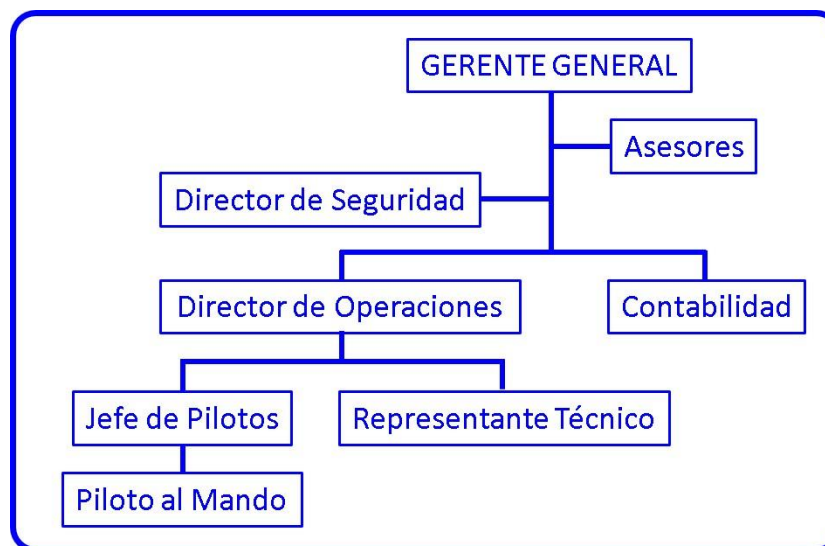 GERENTE GENERAL
Asesores
Director de Seguridad
Director de Operaciones
Contabilidad
Jefe de Pilotos
Representante Técnico
Piloto al Mando